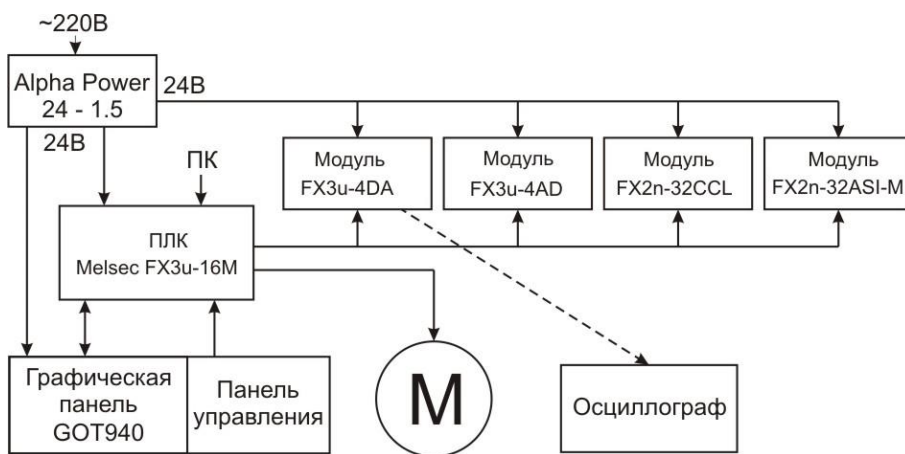 ~220В
Alpha Power
24 - 1.5
24В
24В
ПК
Модуль
FX3u-4DA
Модуль
FX3u-4AD
Модуль
FX2n-32CCL
Модуль
FX2n-32ASI-M
ПЛК
Melsec FX3u-16M
Графическая
панель
GOT940
Панель
управления
М
Осциллограф